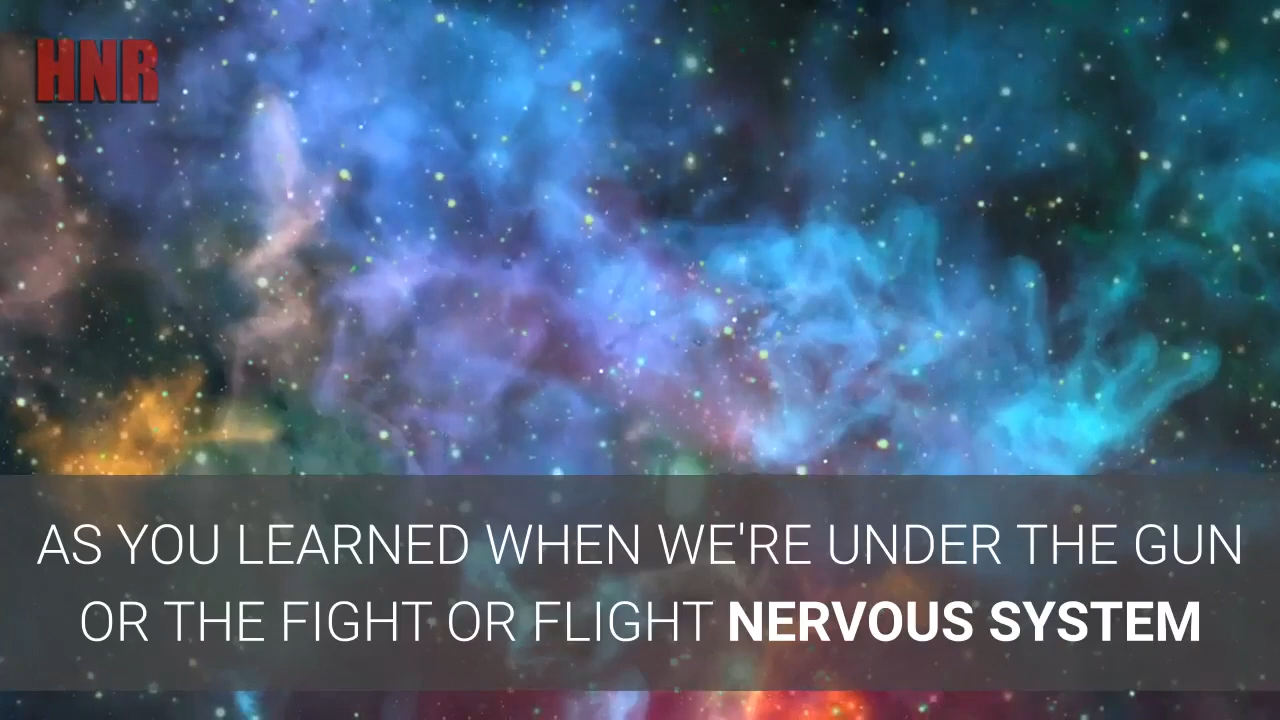 HNR
AS YOU LEARNED WHEN WE'RE UNDER THE GUN
OR THE FIGHT OR FLIGHT NERVOUS SYSTEM